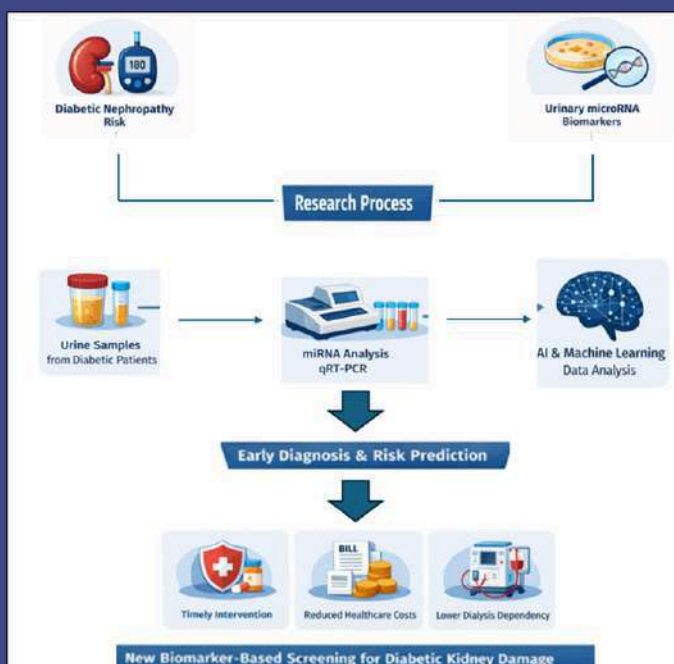 180
Diabetic Nephropathy
Risk
Urinary microRNA
Biomarkers
Research Process
Urine Samples
from Diabetic Patients
miRNA Analysis
qRT-PCR
AI & Machine Learning
Data Analysis
Early Diagnosis & Risk Prediction
BILL
Timely Intervention
Reduced Healthcare Costs
Lower Dialysis Dependency
New Biomarker-Based Screening for Diabetic Kidney Damage